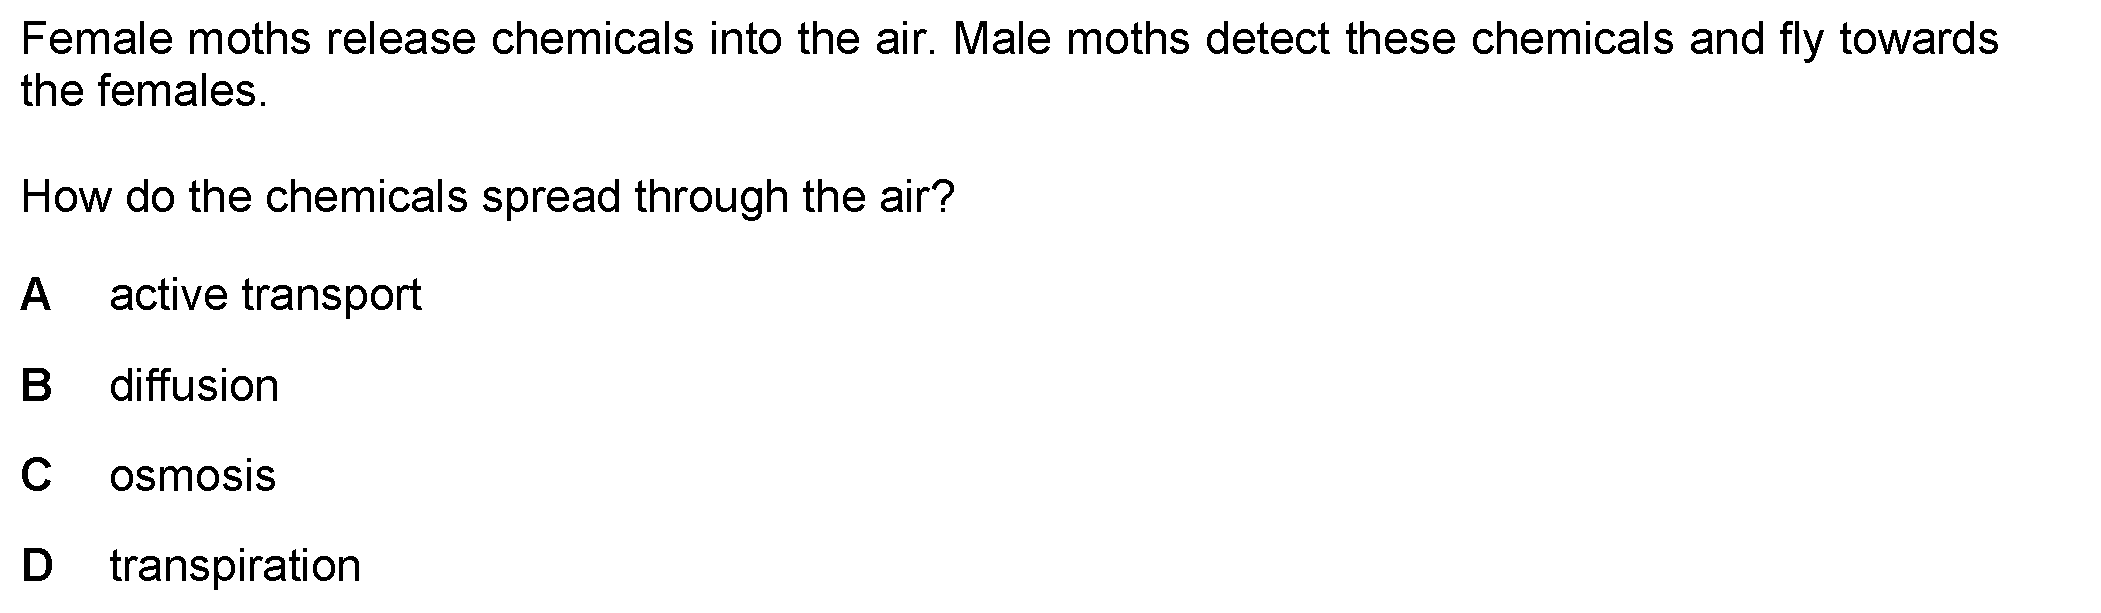 Female moths release chemicals into the air. Male moths detect these chemicals and fly towards
the females.
How do the chemicals spread through the air?
A active transport
B diffusion
C osmosis
D transpiration